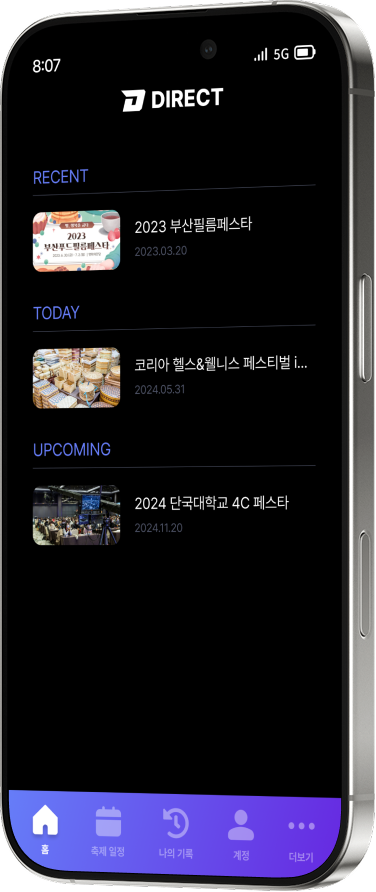 8:07
5G
DIRECT
RECENT
2023
부산푸드필름페스타
2023 부산필름페스타
2023.03.20
TODAY
코리아 헬스&웰니스 페스티벌 i...
2024.05.31
UPCOMING
2024 단국대학교 4C 페스타
2024.11.20
홈
축제 일정
나의 기록
계정
더보기